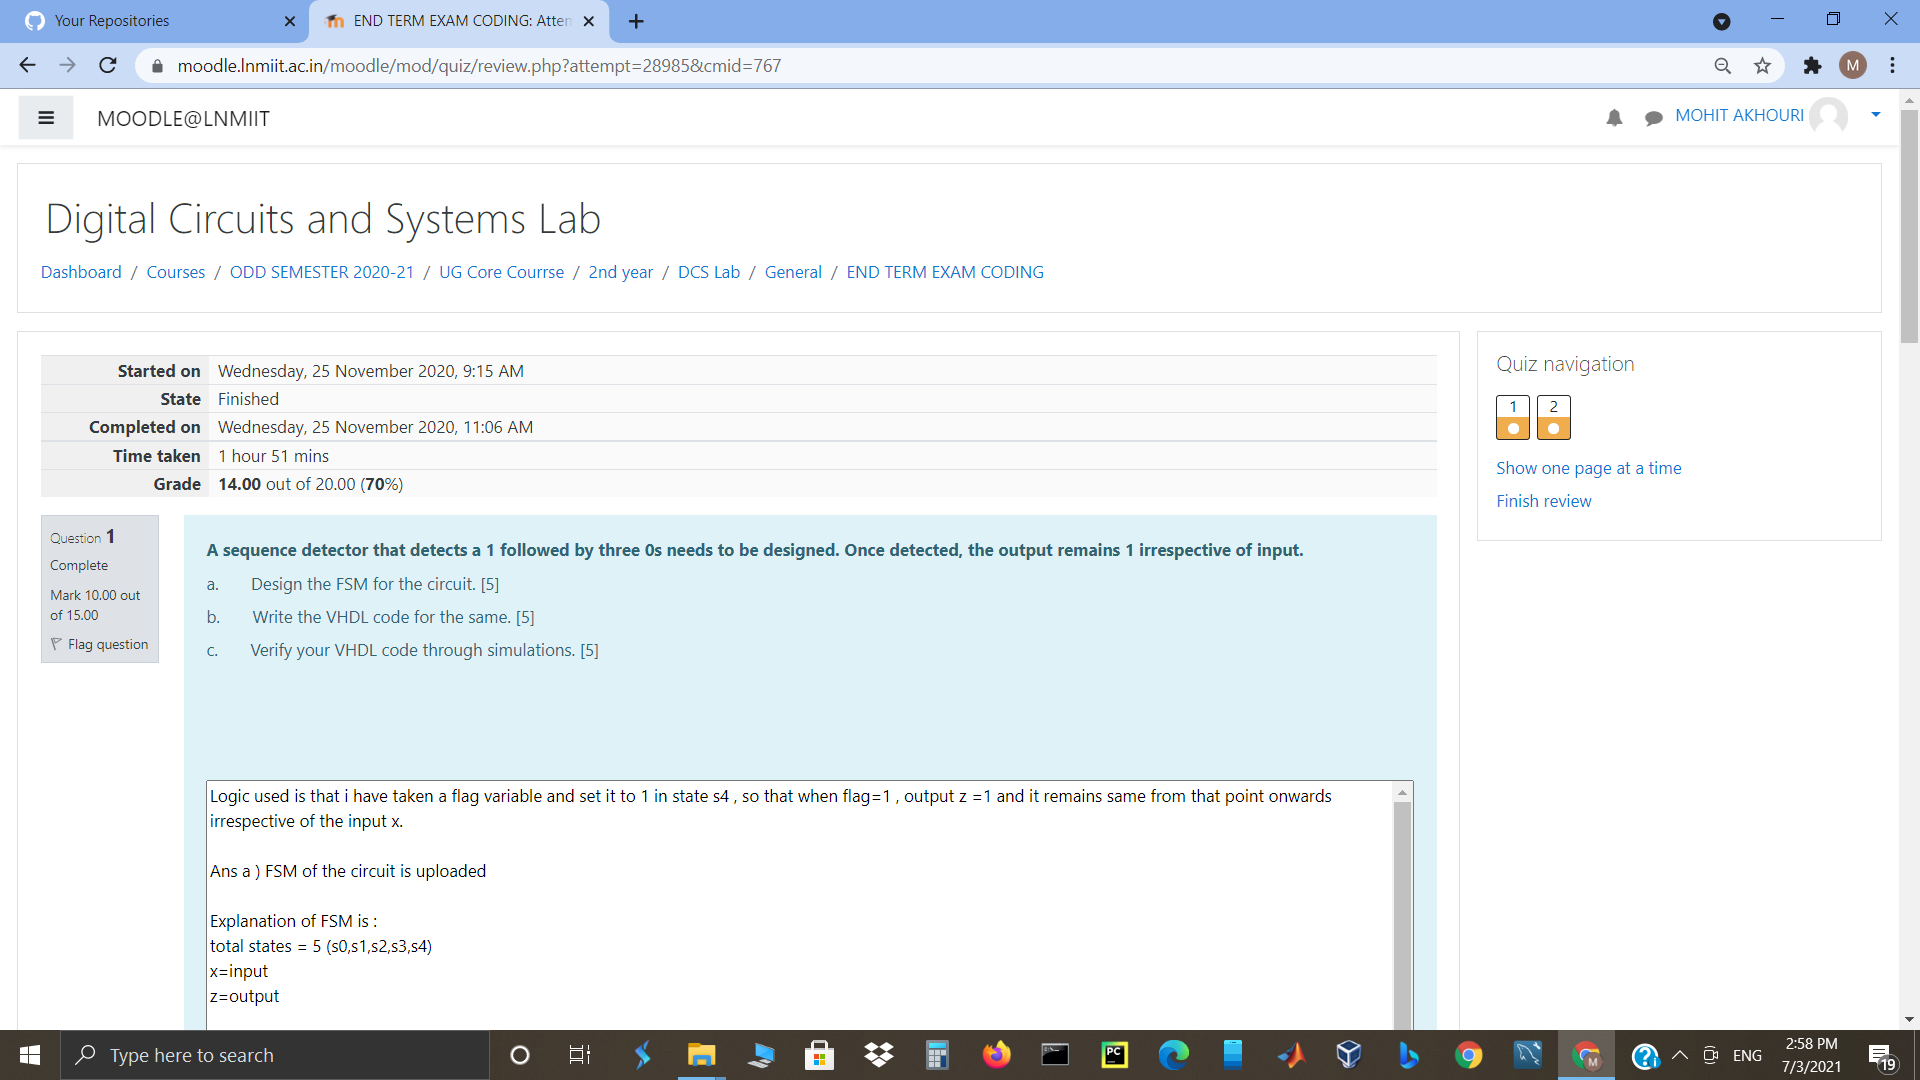 Your Repositories
END TERM EXAM CODING: Atten
moodle.lnmiit.ac.in/moodle/mod/quiz/review.php?attempt=28985&cmid=767
M
MOODLE@LNMIIT
MOHIT AKHOURI
Digital Circuits and Systems Lab
Dashboard / Courses / ODD SEMESTER 2020-21 / UG Core Courrse / 2nd year / DCS Lab / General / END TERM EXAM CODING
Started on Wednesday, 25 November 2020, 9:15 AM
State Finished
Completed on Wednesday, 25 November 2020, 11:06 AM
Time taken 1 hour 51 mins
Grade 14.00 out of 20.00 (70%)
Quiz navigation
1 2
Show one page at a time
Finish review
Question 1
Complete
Mark 10.00 out
of 15.00
Flag question
A sequence detector that detects a 1 followed by three 0s needs to be designed. Once detected, the output remains 1 irrespective of input.
a. Design the FSM for the circuit. [5]
b. Write the VHDL code for the same. [5]
c. Verify your VHDL code through simulations. [5]
Logic used is that i have taken a flag variable and set it to 1 in state s4 , so that when flag=1 , output z =1 and it remains same from that point onwards
irrespective of the input x.
Ans a ) FSM of the circuit is uploaded
Explanation of FSM is :
total states = 5 (s0,s1,s2,s3,s4)
x=input
z=output
Type here to search
PC
M
ENG
2:58 PM
7/3/2021
19